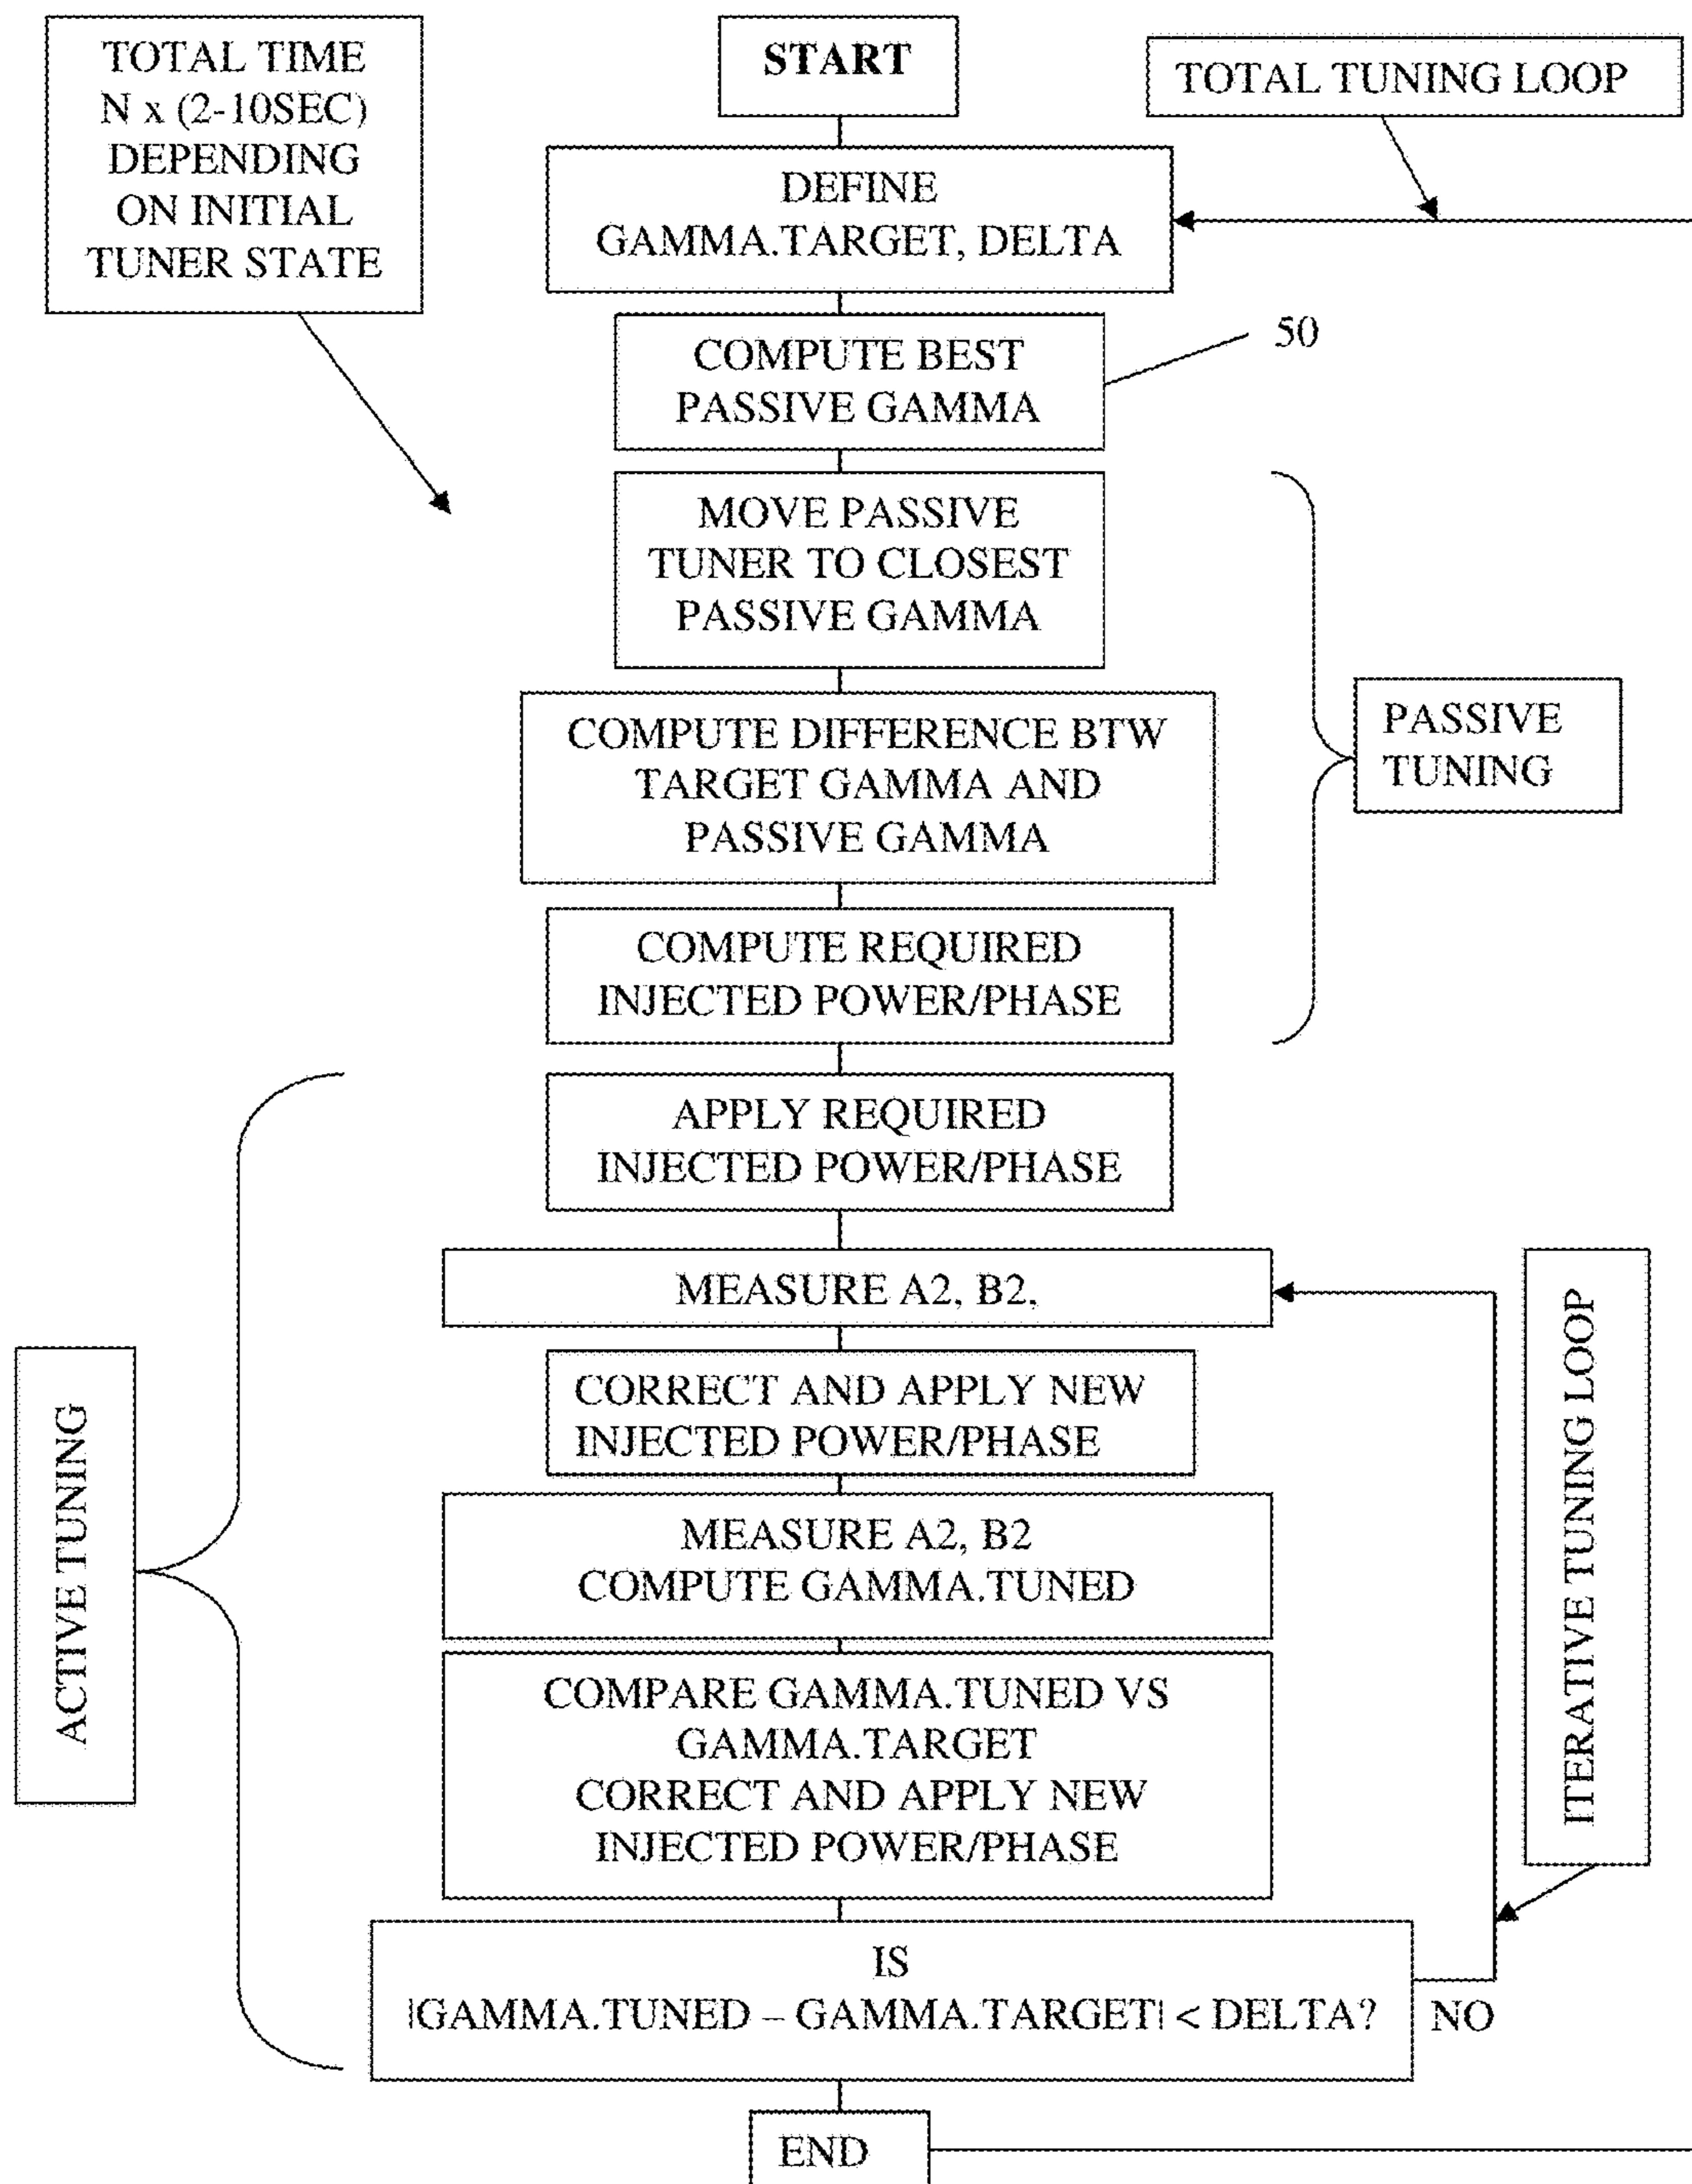 TOTAL TIME
N x (2-10SEC)
DEPENDING
ON INITIAL
TUNER STATE
START
TOTAL TUNING LOOP
DEFINE
GAMMA.TARGET, DELTA
COMPUTE BEST
PASSIVE GAMMA
50
MOVE PASSIVE
TUNER TO CLOSEST
PASSIVE GAMMA
COMPUTE DIFFERENCE BTW
TARGET GAMMA AND
PASSIVE GAMMA
PASSIVE
TUNING
COMPUTE REQUIRED
INJECTED POWER/PHASE
APPLY REQUIRED
INJECTED POWER/PHASE
ACTIVE TUNING
MEASURE A2, B2,
CORRECT AND APPLY NEW
INJECTED POWER/PHASE
MEASURE A2, B2
COMPUTE GAMMA.TUNED
COMPARE GAMMA.TUNED VS
GAMMA.TARGET
CORRECT AND APPLY NEW
INJECTED POWER/PHASE
ITERATIVE TUNING LOOP
IS
|GAMMA.TUNED – GAMMA.TARGET| < DELTA?
NO
END